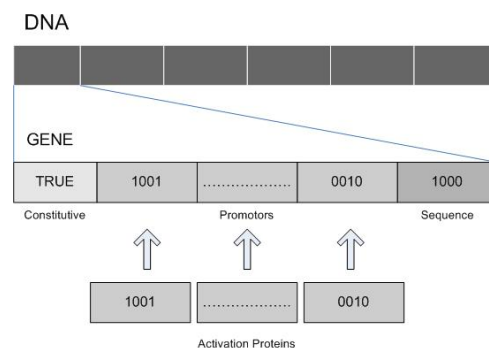 DNA
GENE
TRUE 1001 ........................ 0010 1000
Constitutive Promotors Sequence
1001 ........................ 0010
Activation Proteins